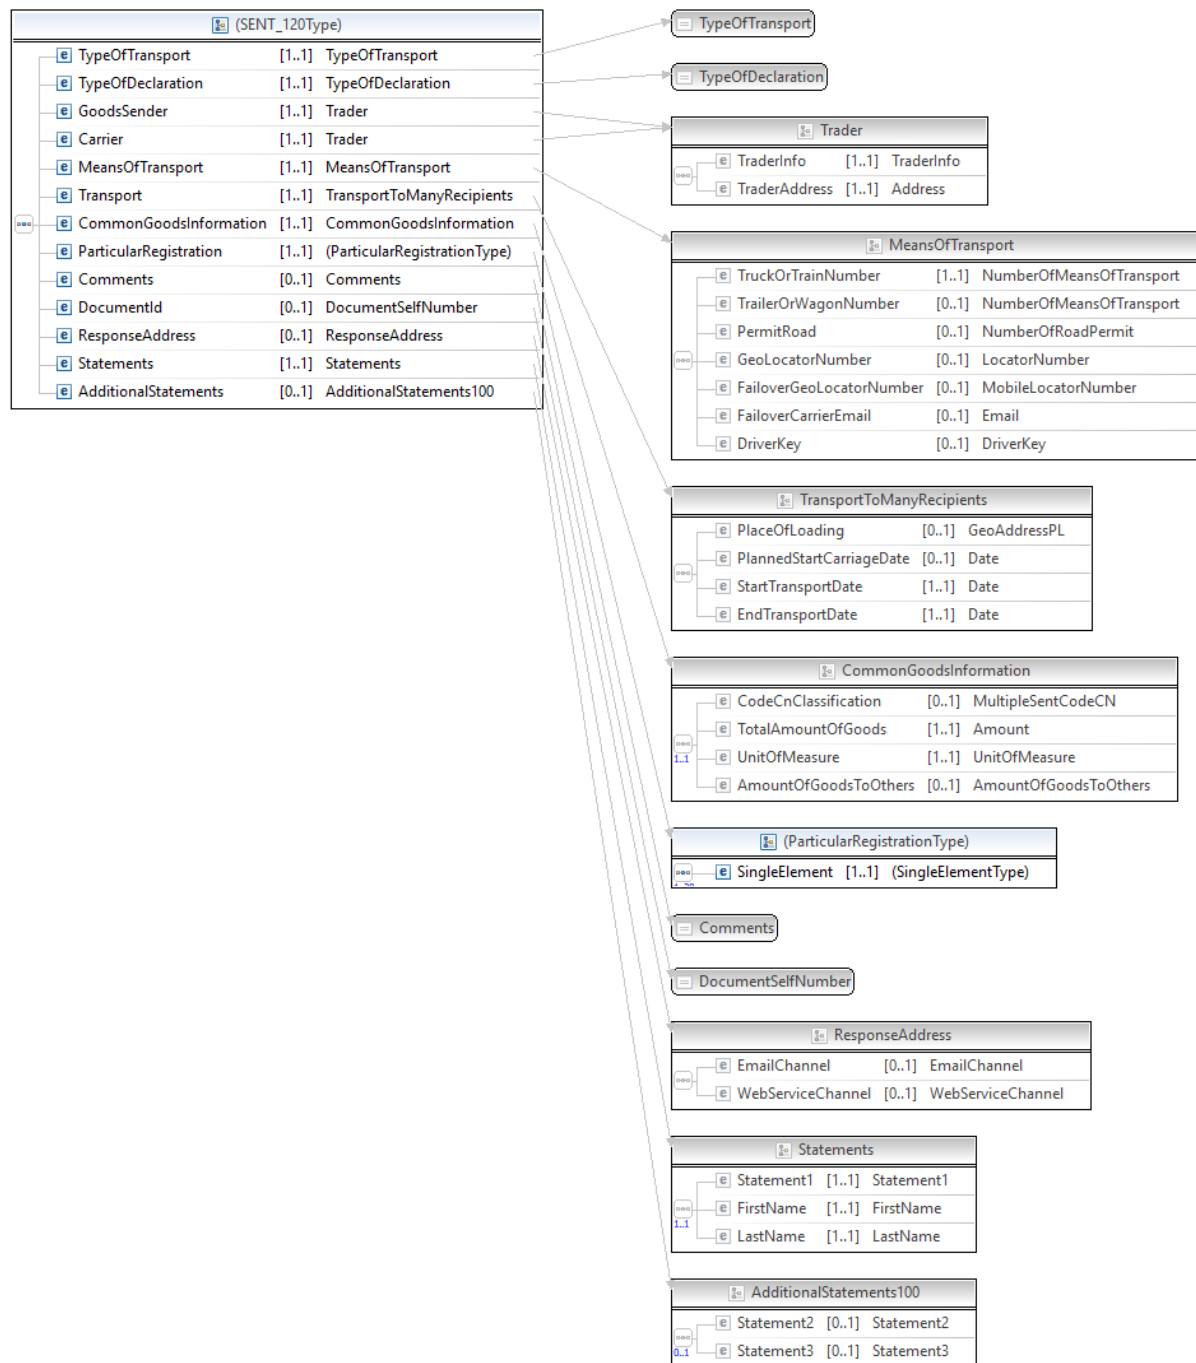 (SENT_120Type)
TypeOfTransport [1..1] TypeOfTransport
TypeOfDeclaration [1..1] TypeOfDeclaration
GoodsSender [1..1] Trader
Carrier [1..1] Trader
MeansOfTransport [1..1] MeansOfTransport
Transport [1..1] TransportToManyRecipients
CommonGoodsInformation [1..1] CommonGoodsInformation
ParticularRegistration [1..1] (ParticularRegistrationType)
Comments [0..1] Comments
DocumentId [0..1] DocumentSelfNumber
ResponseAddress [0..1] ResponseAddress
Statements [1..1] Statements
AdditionalStatements [0..1] AdditionalStatements100
TypeOfTransport
TypeOfDeclaration
Trader
TraderInfo [1..1] TraderInfo
TraderAddress [1..1] Address
MeansOfTransport
TruckOrTrainNumber [1..1] NumberOfMeansOfTransport
TrailerOrWagonNumber [0..1] NumberOfMeansOfTransport
PermitRoad [0..1] NumberOfRoadPermit
GeoLocatorNumber [0..1] LocatorNumber
FailoverGeoLocatorNumber [0..1] MobileLocatorNumber
FailoverCarrierEmail [0..1] Email
DriverKey [0..1] DriverKey
TransportToManyRecipients
PlaceOfLoading [0..1] GeoAddressPL
PlannedStartCarriageDate [0..1] Date
StartTransportDate [1..1] Date
EndTransportDate [1..1] Date
CommonGoodsInformation
CodeCnClassification [0..1] MultipleSentCodeCN
TotalAmountOfGoods [1..1] Amount
1..1 UnitOfMeasure [1..1] UnitOfMeasure
AmountOfGoodsToOthers [0..1] AmountOfGoodsToOthers
(ParticularRegistrationType)
SingleElement [1..1] (SingleElementType)
Comments
DocumentSelfNumber
ResponseAddress
EmailChannel [0..1] EmailChannel
WebServiceChannel [0..1] WebServiceChannel
Statements
Statement1 [1..1] Statement1
FirstName [1..1] FirstName
1..1
LastName [1..1] LastName
AdditionalStatements100
Statement2 [0..1] Statement2
0..1 Statement3 [0..1] Statement3